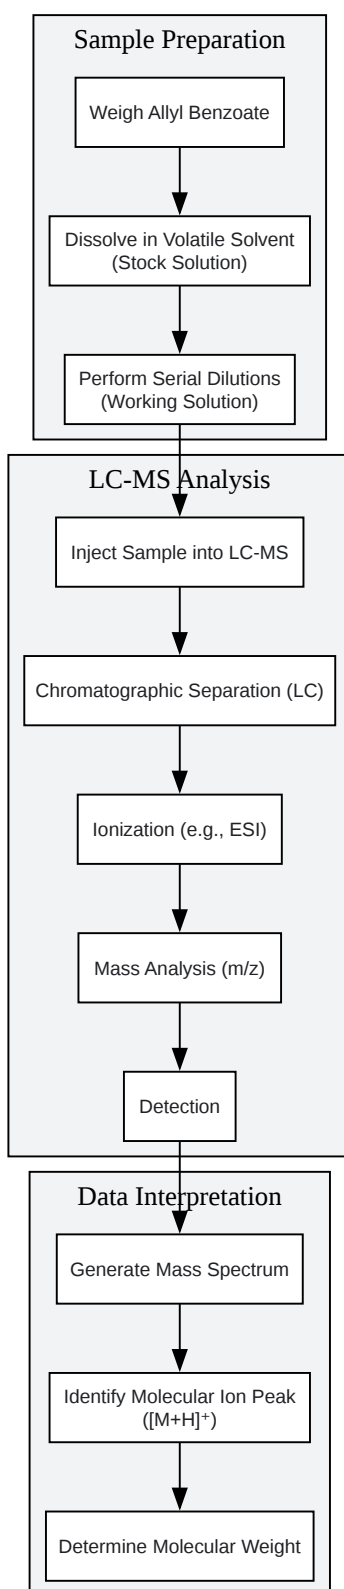 Sample Preparation
Weigh Allyl Benzoate
Dissolve in Volatile Solvent
(Stock Solution)
Perform Serial Dilutions
(Working Solution)
LC-MS Analysis
Inject Sample into LC-MS
Chromatographic Separation (LC)
Ionization (e.g., ESI)
Mass Analysis (m/z)
Detection
Data Interpretation
Generate Mass Spectrum
Identify Molecular Ion Peak
([M+H]⁺)
Determine Molecular Weight